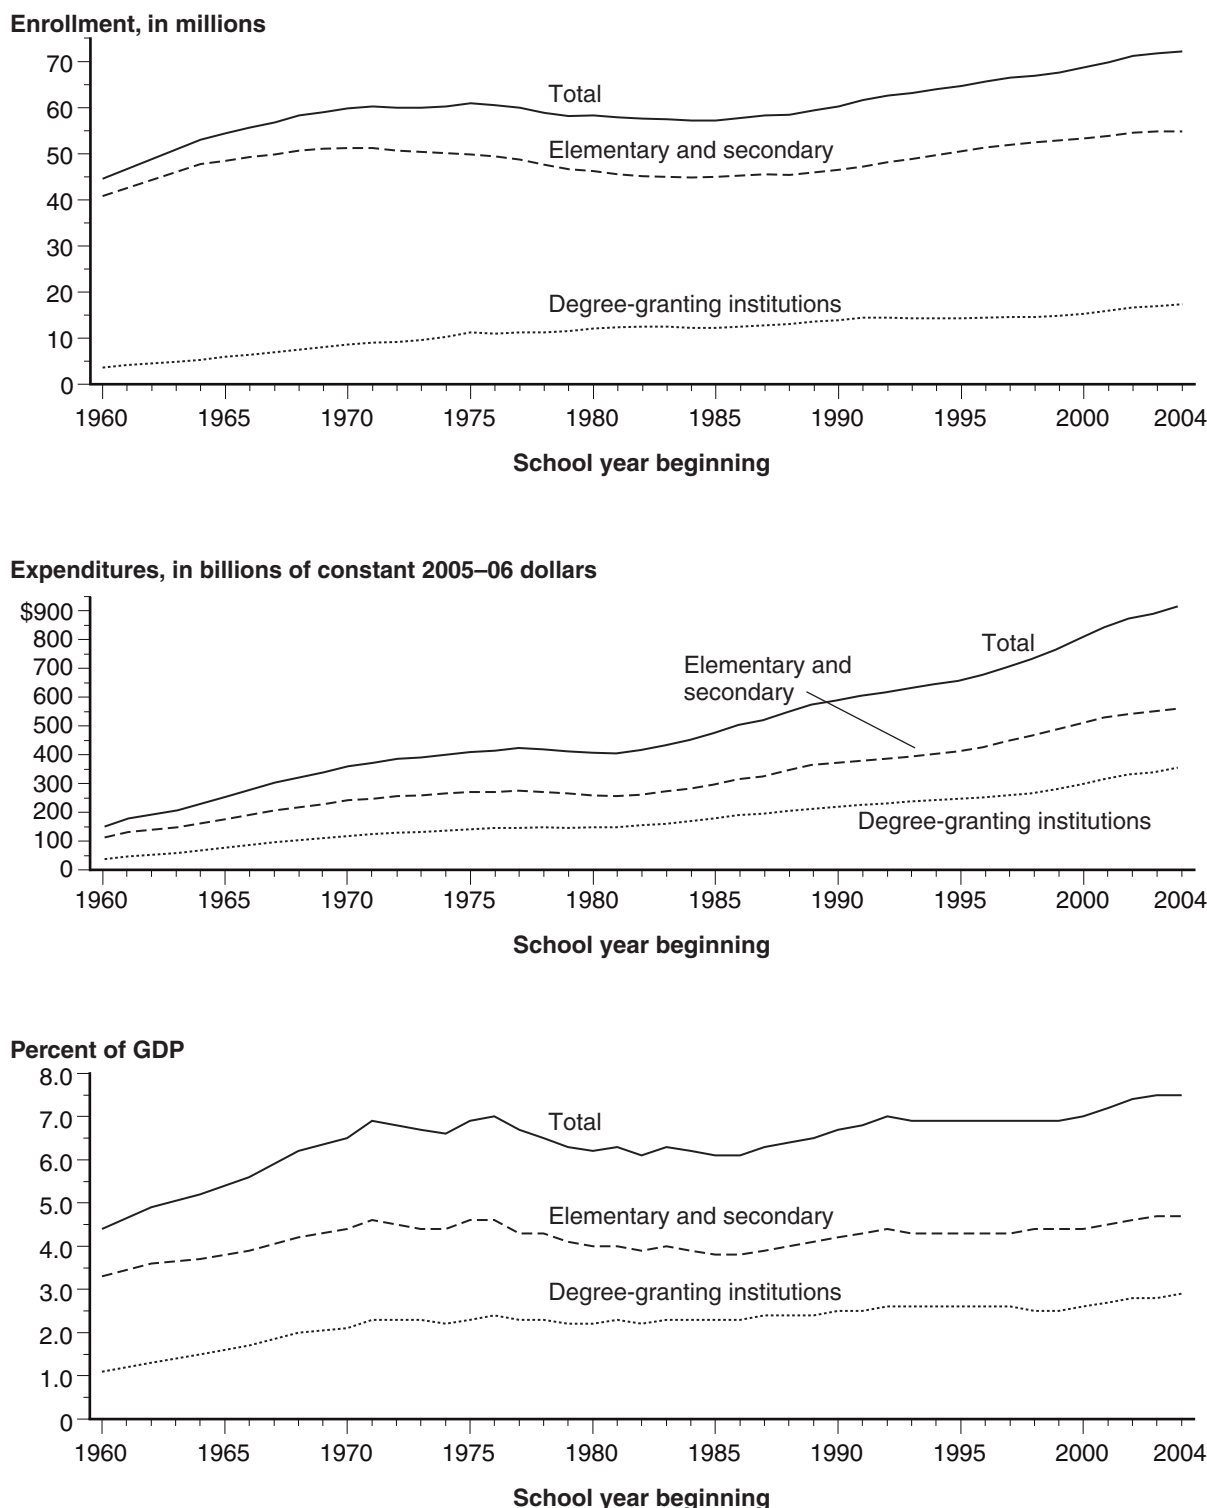 Enrollment, in millions
70
60
50
40
30
20
10
0
Total
Elementary and secondary
Degree-granting institutions
1960 1965 1970 1975 1980 1985 1990 1995 2000 2004
School year beginning
Expenditures, in billions of constant 2005–06 dollars
$900
800
700
600
500
400
300
200
100
0
Total
Elementary and
secondary
Degree-granting institutions
1960 1965 1970 1975 1980 1985 1990 1995 2000 2004
School year beginning
Percent of GDP
8.0
7.0
6.0
5.0
4.0
3.0
2.0
1.0
0
Total
Elementary and secondary
Degree-granting institutions
1960 1965 1970 1975 1980 1985 1990 1995 2000 2004
School year beginning